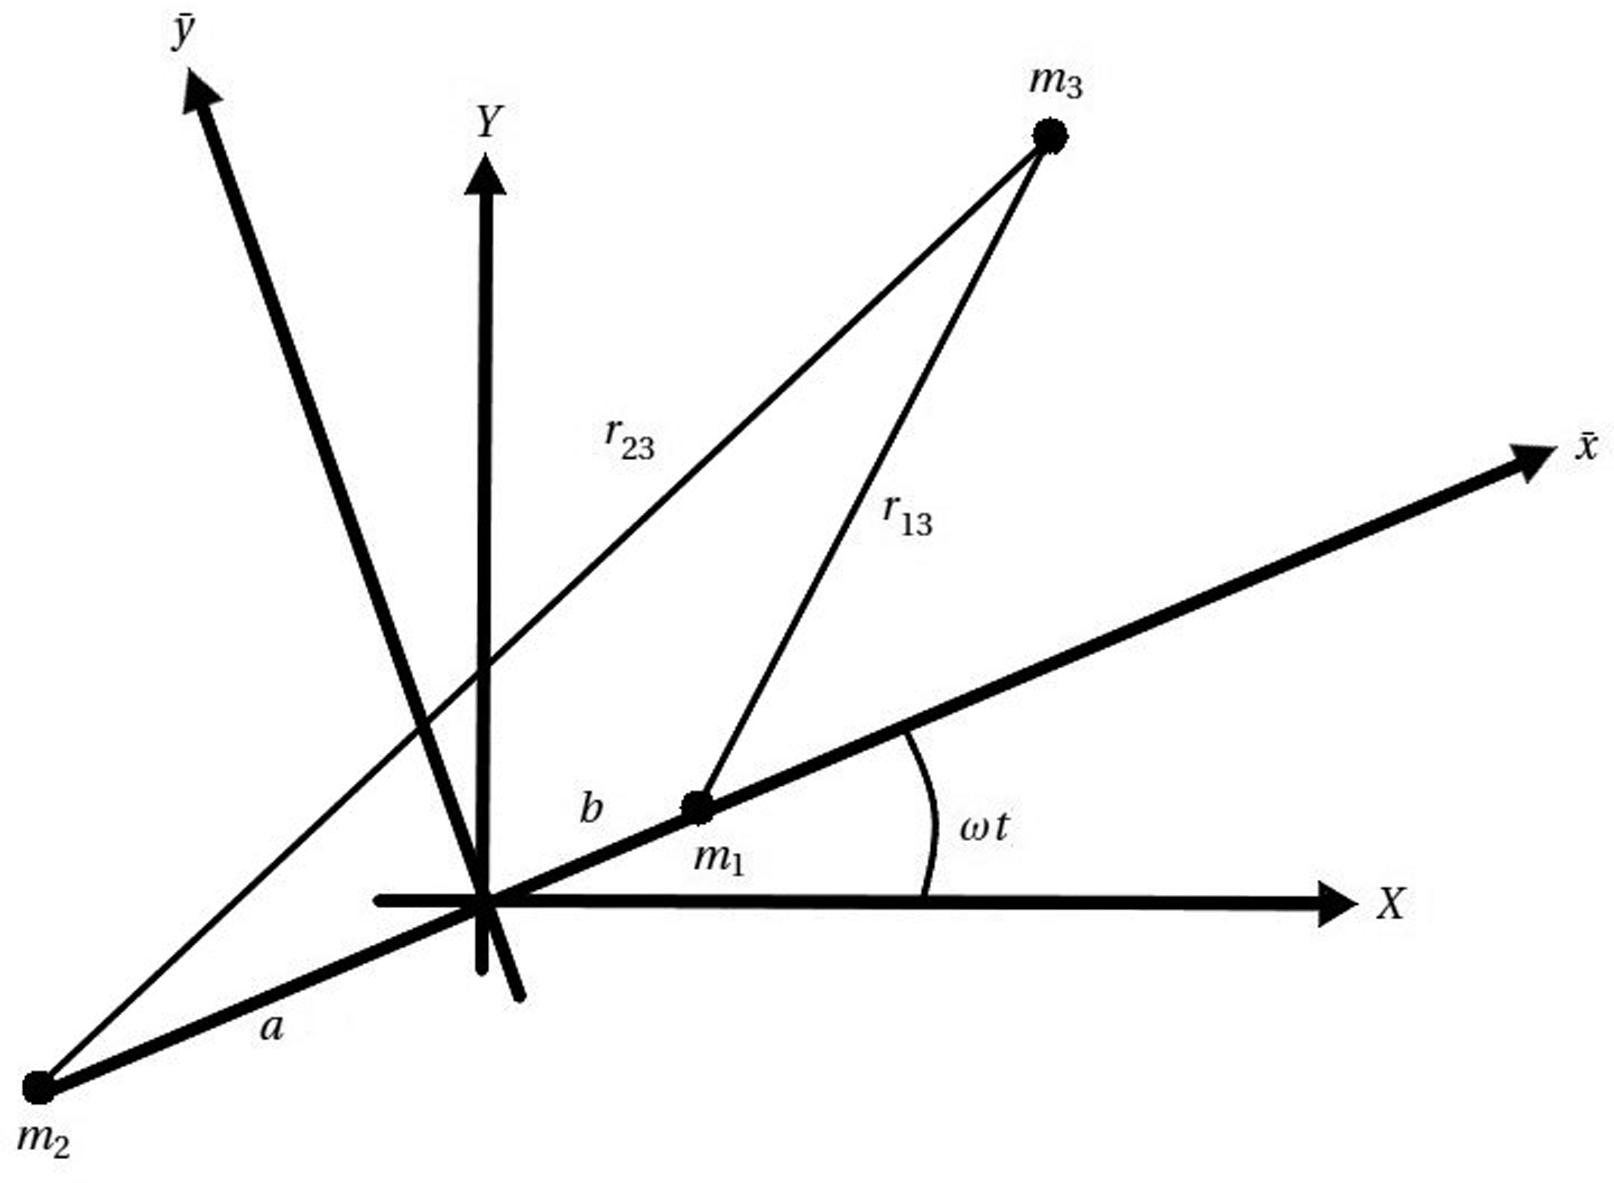 ȳ
Y
m₃
r₂₃
r₁₃
x̄
b
m₁
ωt
X
a
m₂